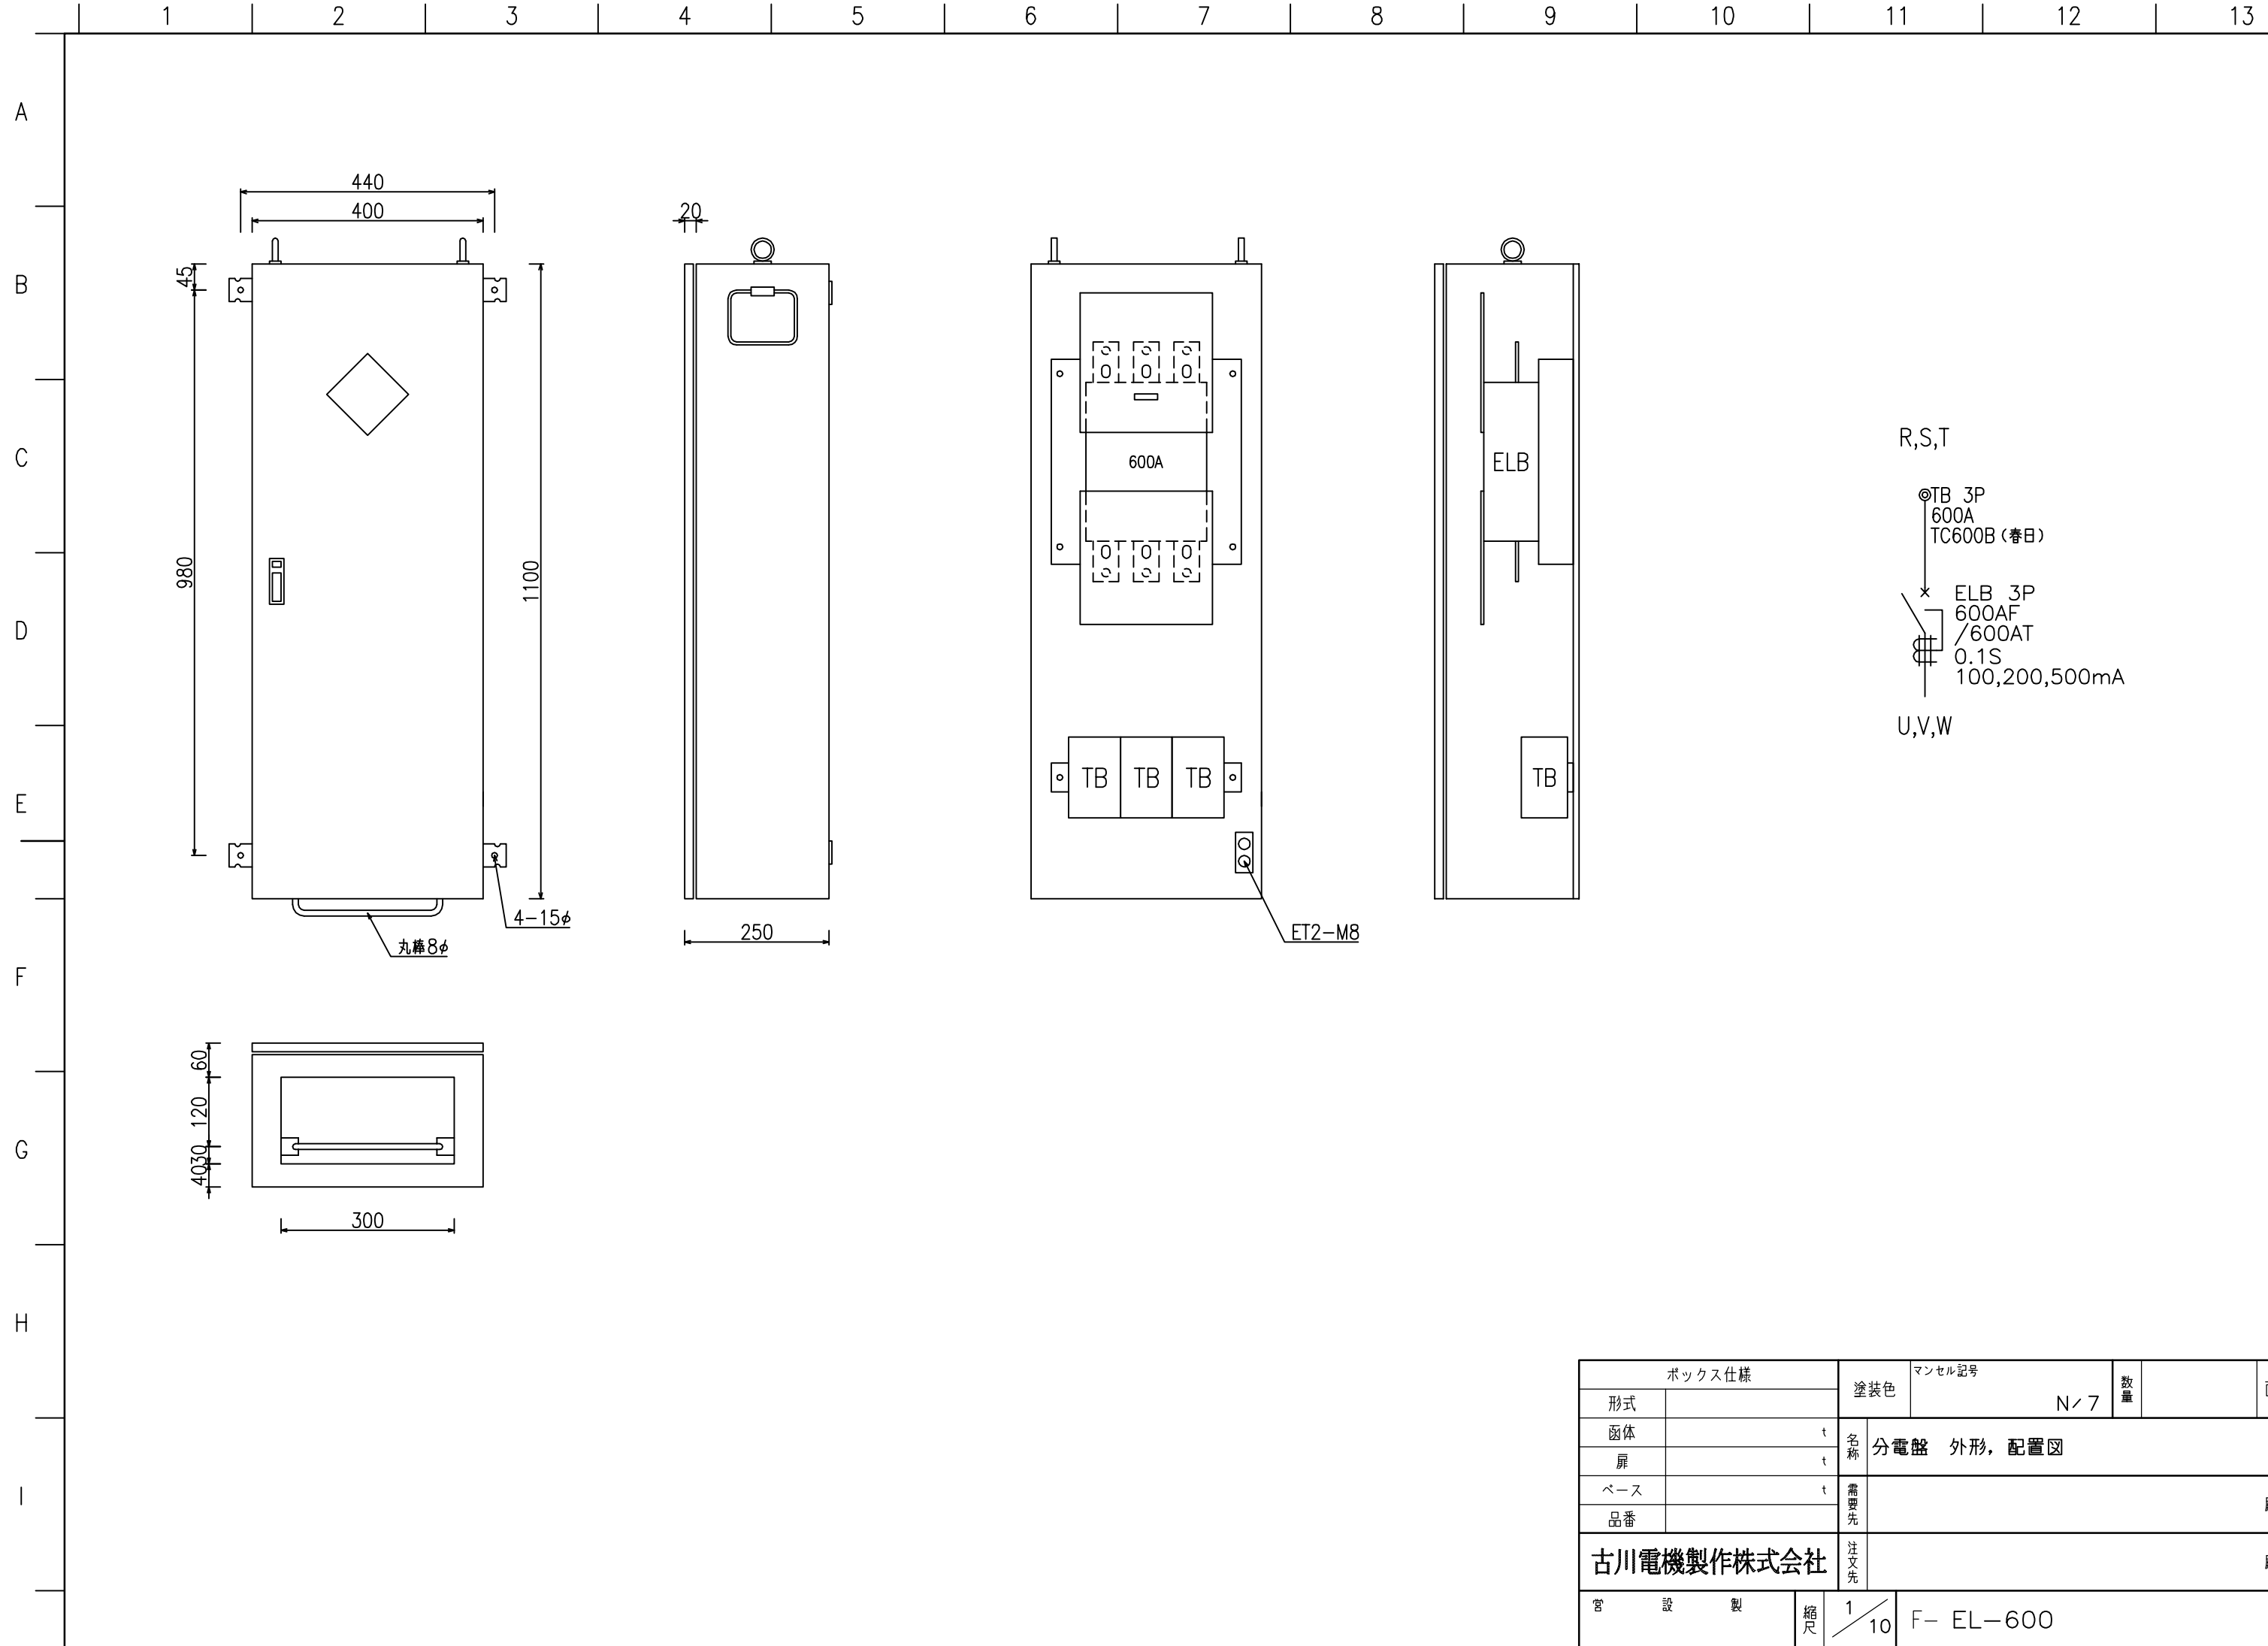 1 2 3 4 5 6 7 8 9 10 11 12 13
A
B
C
D
E
F
G
H
I
440
400
45
980
1100
4-15φ
丸棒8φ
20
250
600A
TB TB TB
ET2-M8
ELB
TB
R,S,T
TB 3P
600A
TC600B(春日)
ELB 3P
600AF
/600AT
0.1S
100,200,500mA
U,V,W
60
120
30
40
300
ボックス仕様
形式
函体 t
扉 t
ベース t
品番
古川電機製作株式会社
営 設 製
塗装色
マンセル記号
N/7
数量
名称
分電盤 外形,配置図
需要先
注文先
縮尺
1/10
F- EL-600